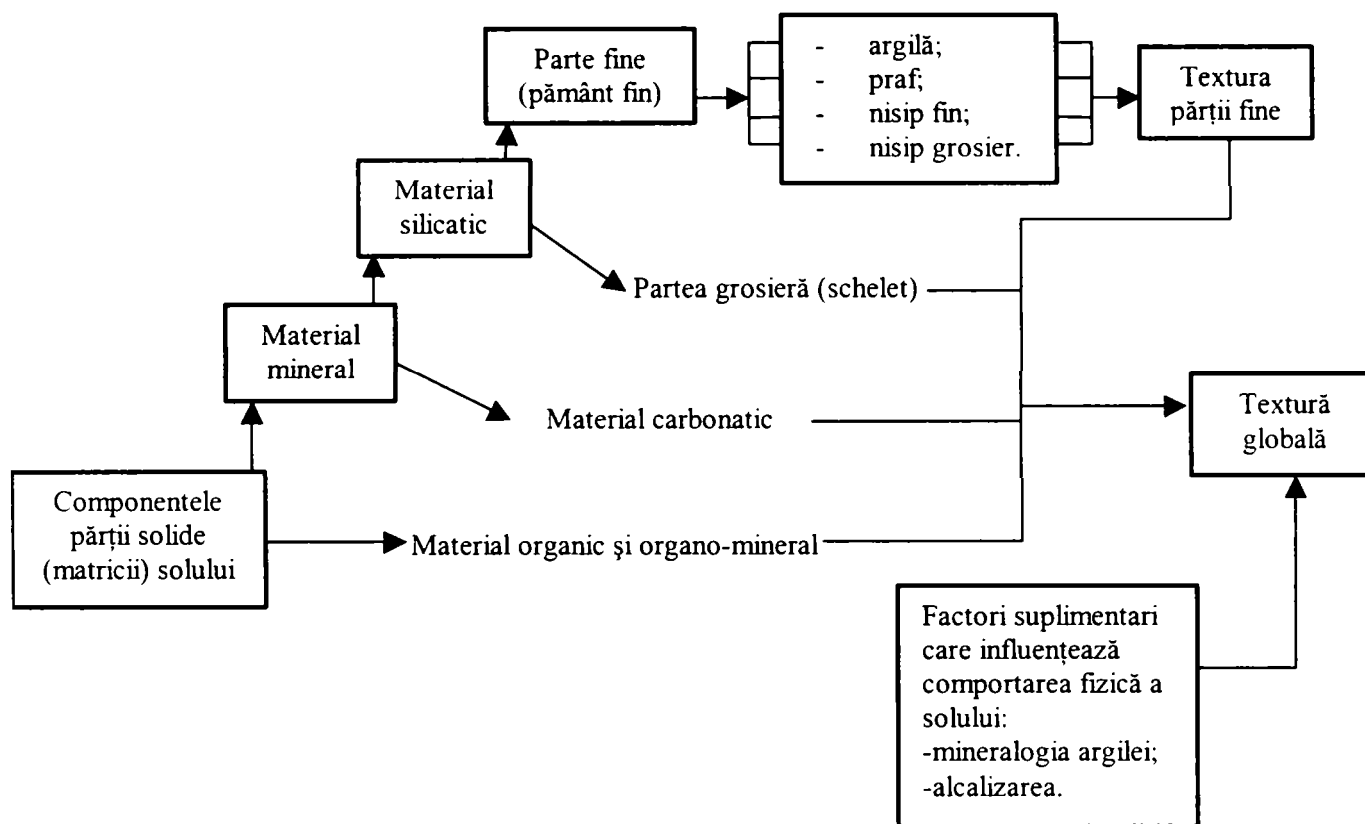 Parte fine
(pământ fin)
- argilă;
- praf;
- nisip fin;
- nisip grosier.
Textura
părții fine
Material
silicatic
Partea grosieră (schelet)
Material
mineral
Material carbonatic
Textură
globală
Componentele
părții solide
(matricii) solului
Material organic şi organo-mineral
Factori suplimentari
care influențează
comportarea fizică a
solului:
-mineralogia argilei;
-alcalizarea.